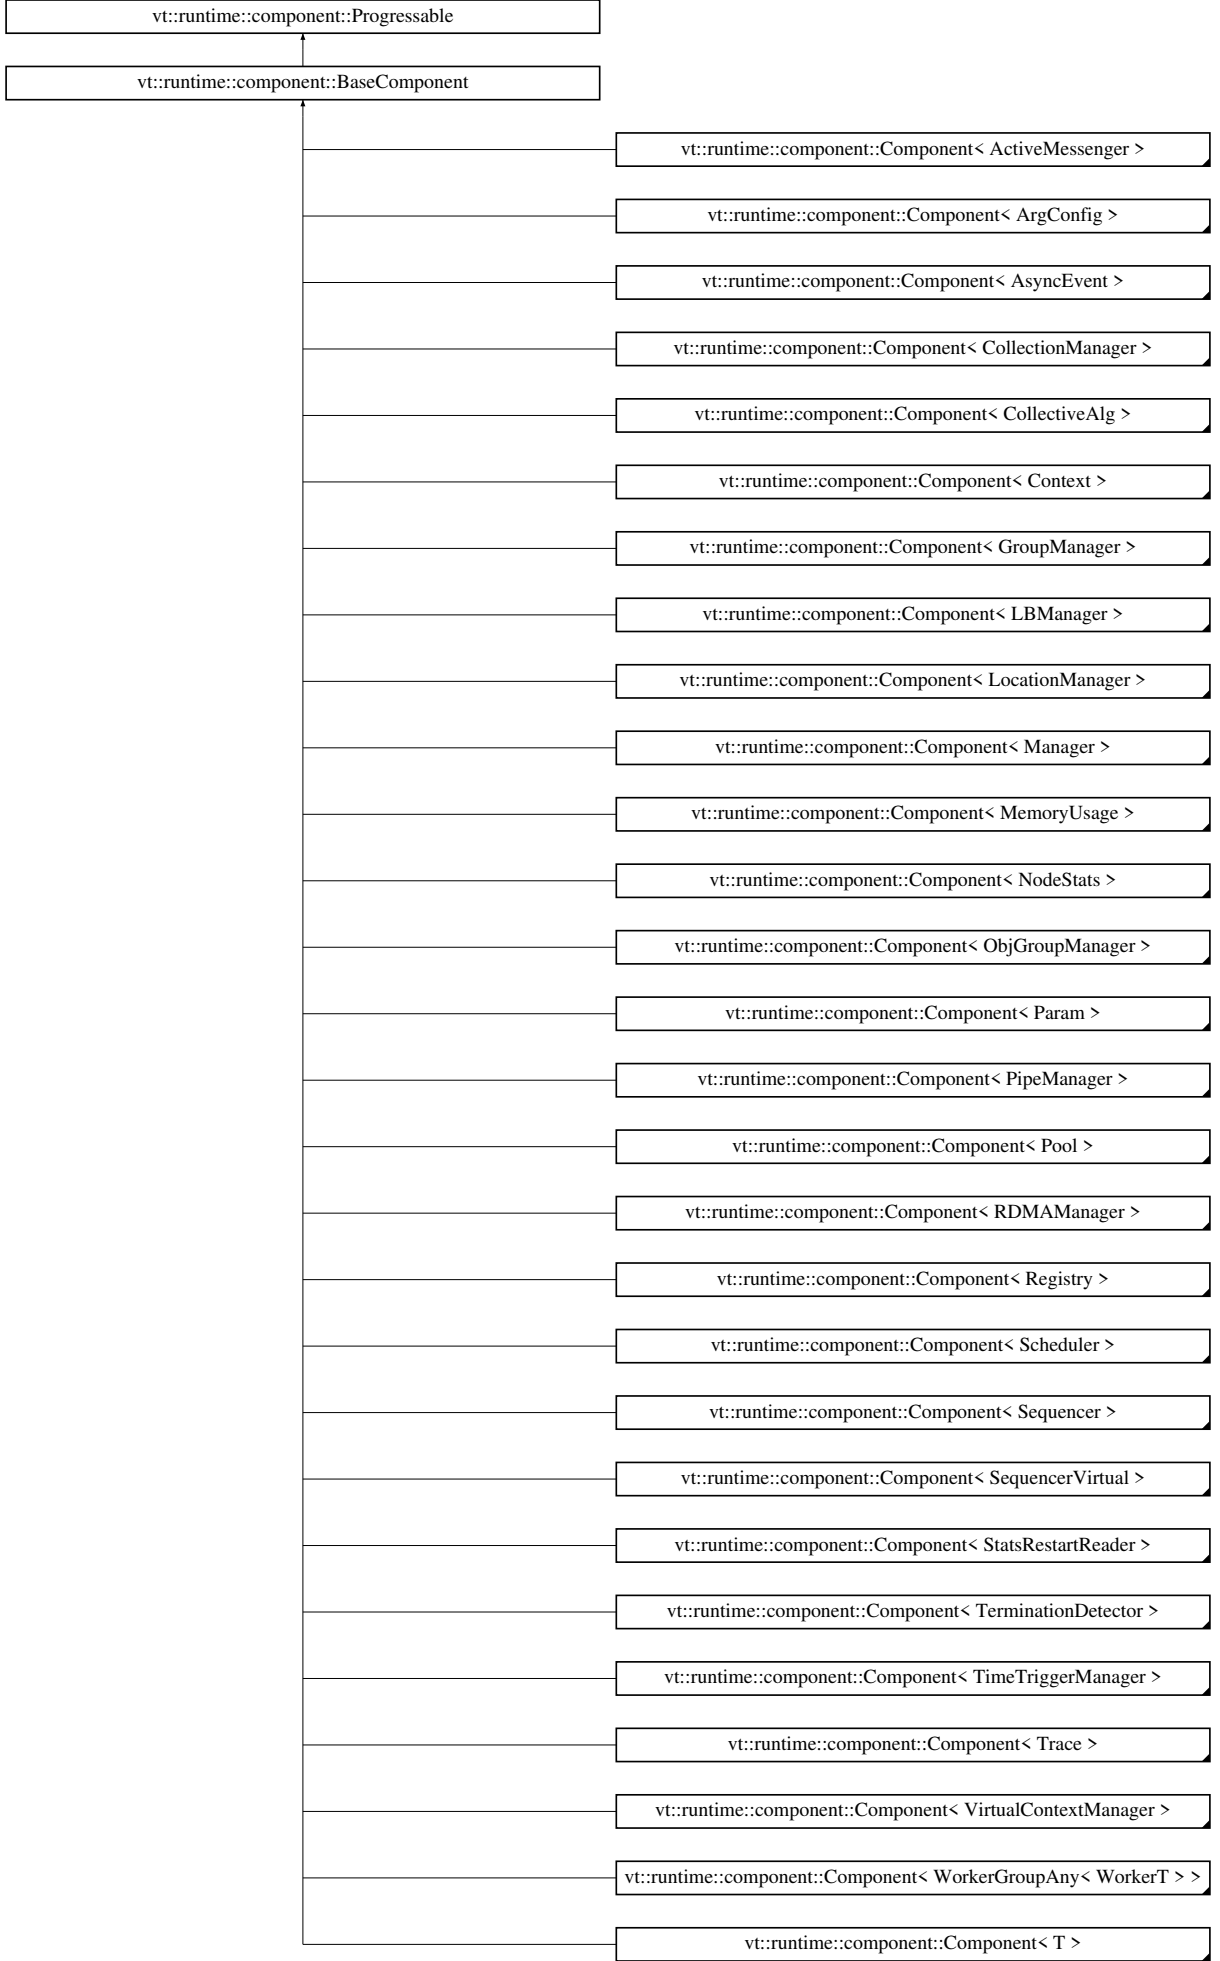 vt::runtime::component::Progressable
vt::runtime::component::BaseComponent
vt::runtime::component::Component< ActiveMessenger >
vt::runtime::component::Component< ArgConfig >
vt::runtime::component::Component< AsyncEvent >
vt::runtime::component::Component< CollectionManager >
vt::runtime::component::Component< CollectiveAlg >
vt::runtime::component::Component< Context >
vt::runtime::component::Component< GroupManager >
vt::runtime::component::Component< LBManager >
vt::runtime::component::Component< LocationManager >
vt::runtime::component::Component< Manager >
vt::runtime::component::Component< MemoryUsage >
vt::runtime::component::Component< NodeStats >
vt::runtime::component::Component< ObjGroupManager >
vt::runtime::component::Component< Param >
vt::runtime::component::Component< PipeManager >
vt::runtime::component::Component< Pool >
vt::runtime::component::Component< RDMAManager >
vt::runtime::component::Component< Registry >
vt::runtime::component::Component< Scheduler >
vt::runtime::component::Component< Sequencer >
vt::runtime::component::Component< SequencerVirtual >
vt::runtime::component::Component< StatsRestartReader >
vt::runtime::component::Component< TerminationDetector >
vt::runtime::component::Component< TimeTriggerManager >
vt::runtime::component::Component< Trace >
vt::runtime::component::Component< VirtualContextManager >
vt::runtime::component::Component< WorkerGroupAny< WorkerT > >
vt::runtime::component::Component< T >